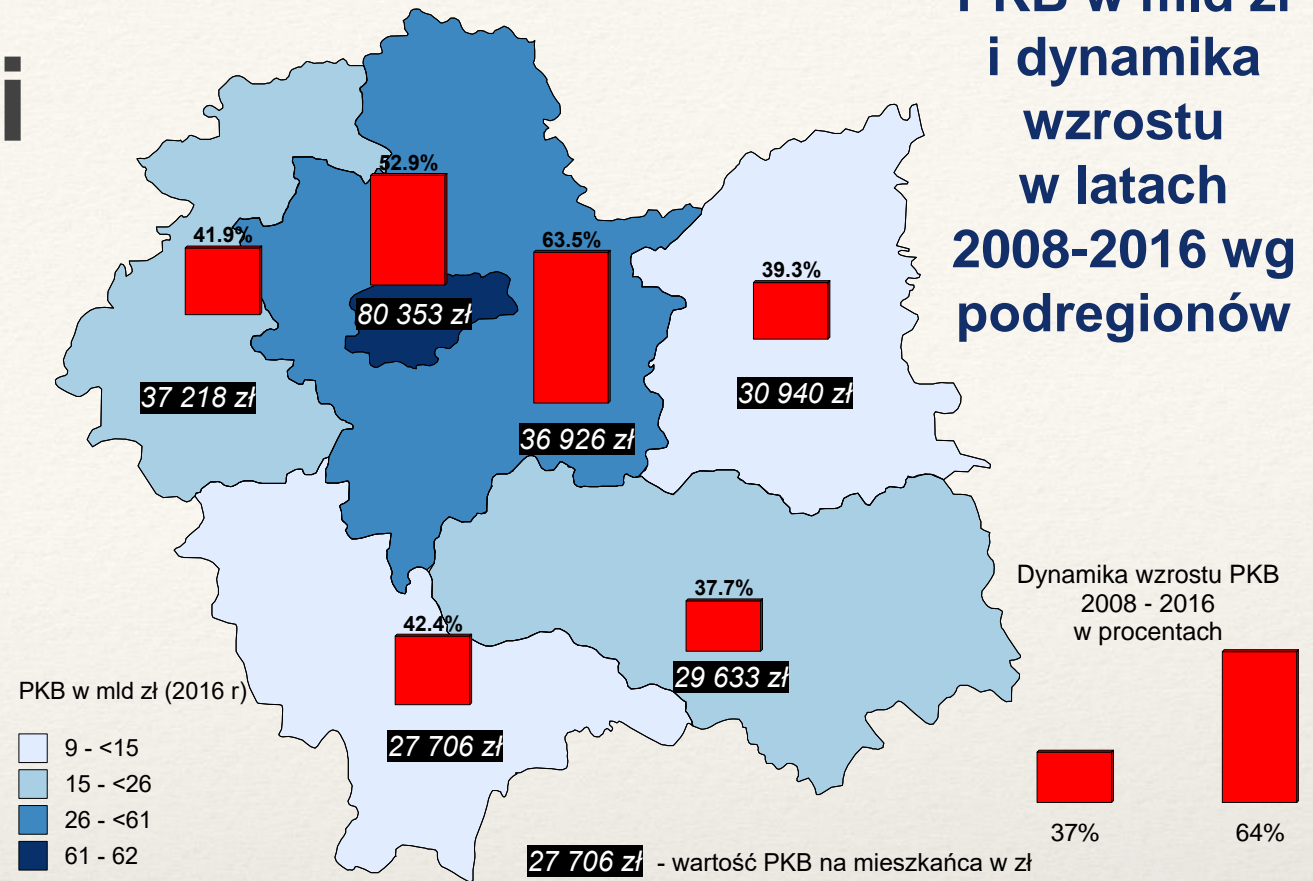 i
PKB w mld zł
i dynamika
wzrostu
w latach
2008-2016 wg
podregionów
52.9%
41.9%
63.5%
39.3%
80 353 zł
37 218 zł
30 940 zł
36 926 zł
37.7%
42.4%
29 633 zł
27 706 zł
Dynamika wzrostu PKB
2008 - 2016
w procentach
37%
64%
PKB w mld zł (2016 r)
9 - <15
15 - <26
26 - <61
61 - 62
27 706 zł - wartość PKB na mieszkańca w zł